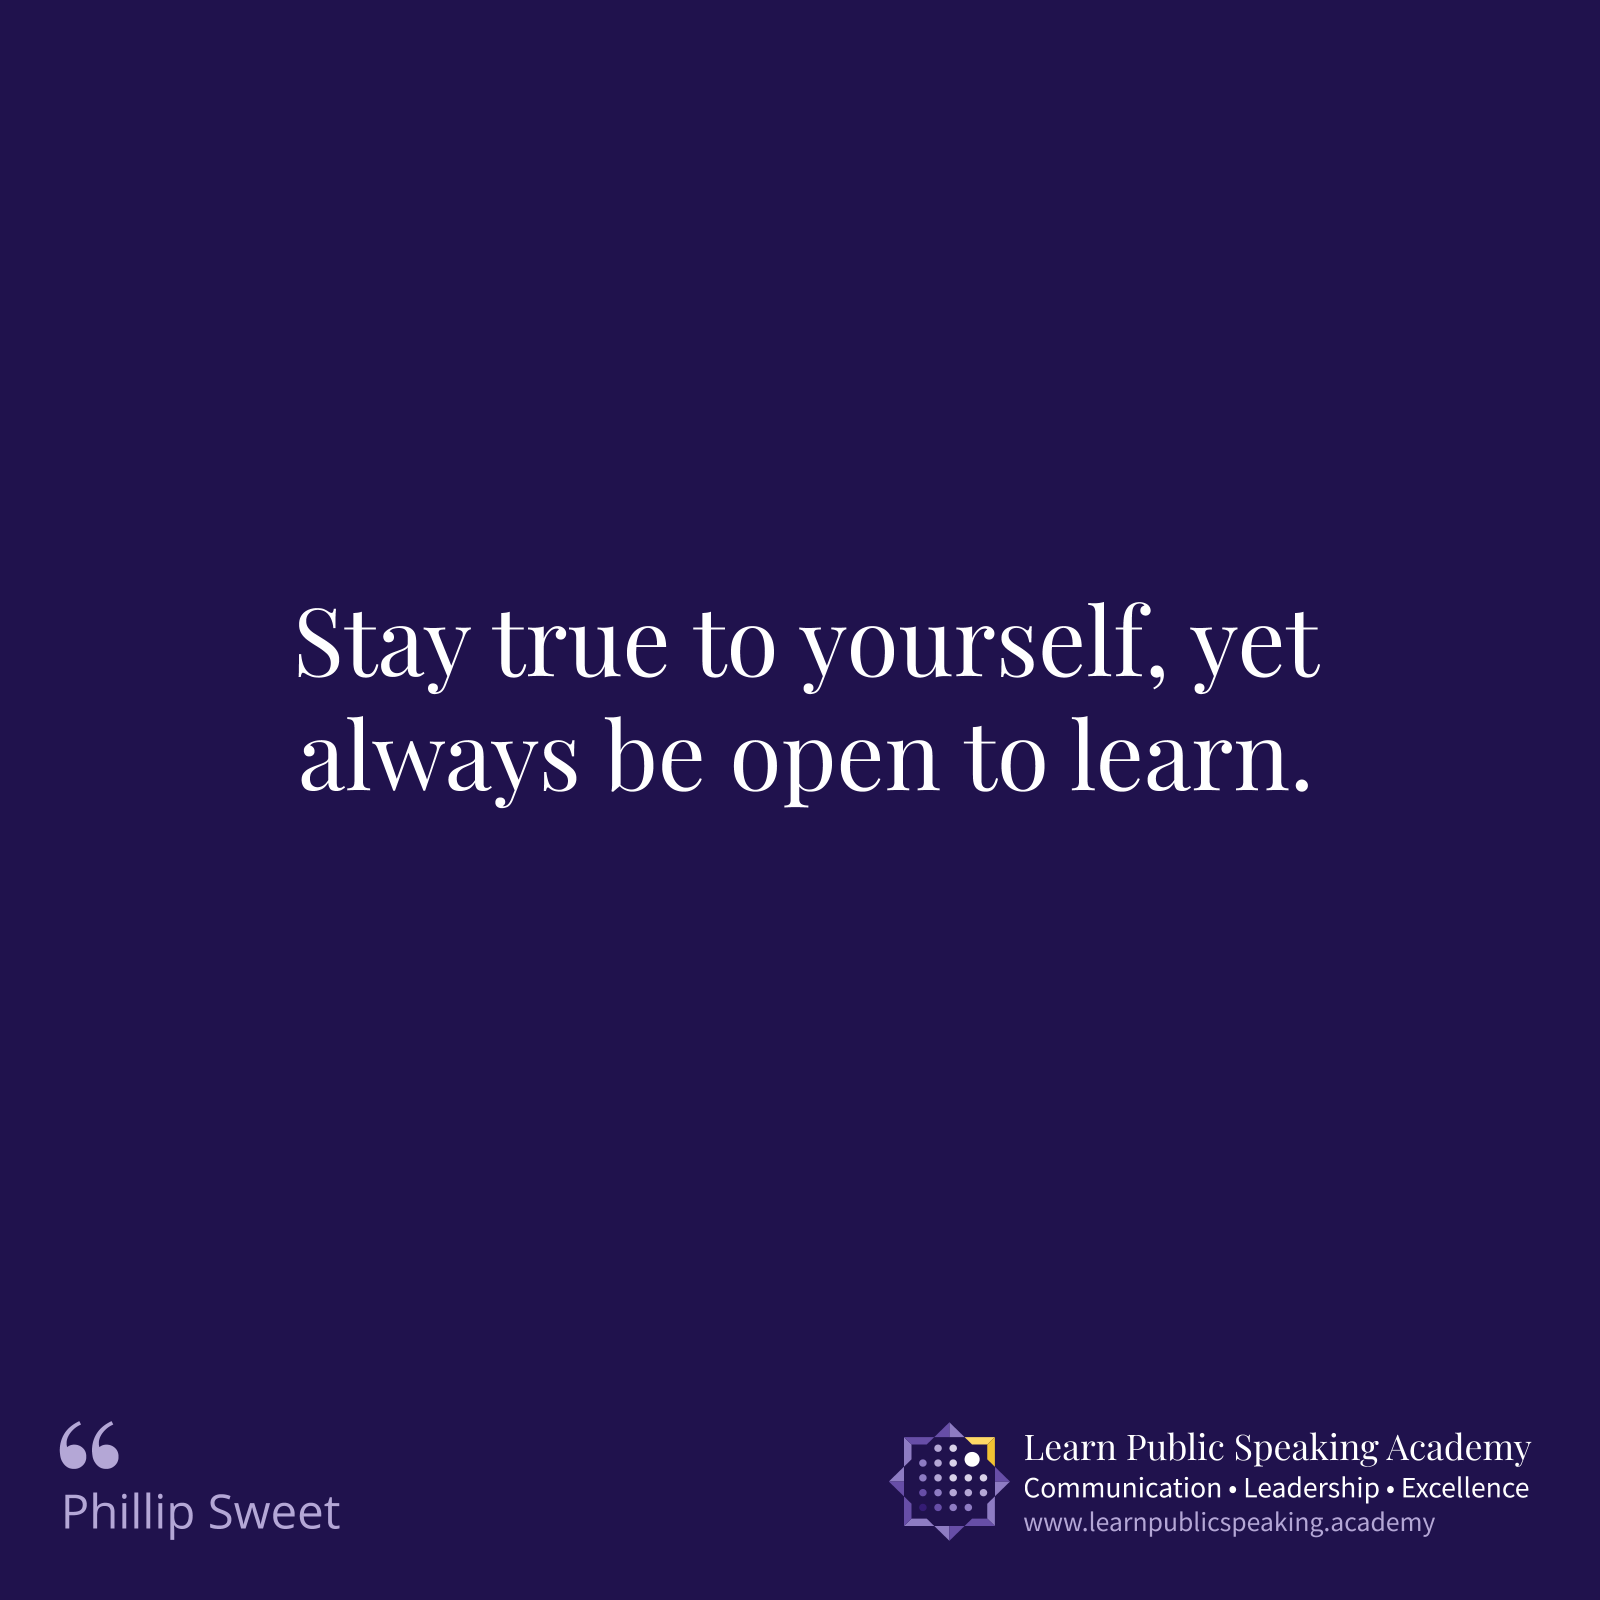 Stay true to yourself, yet
always be open to learn.
❝
Phillip Sweet
Learn Public Speaking Academy
Communication • Leadership • Excellence
www.learnpublicspeaking.academy